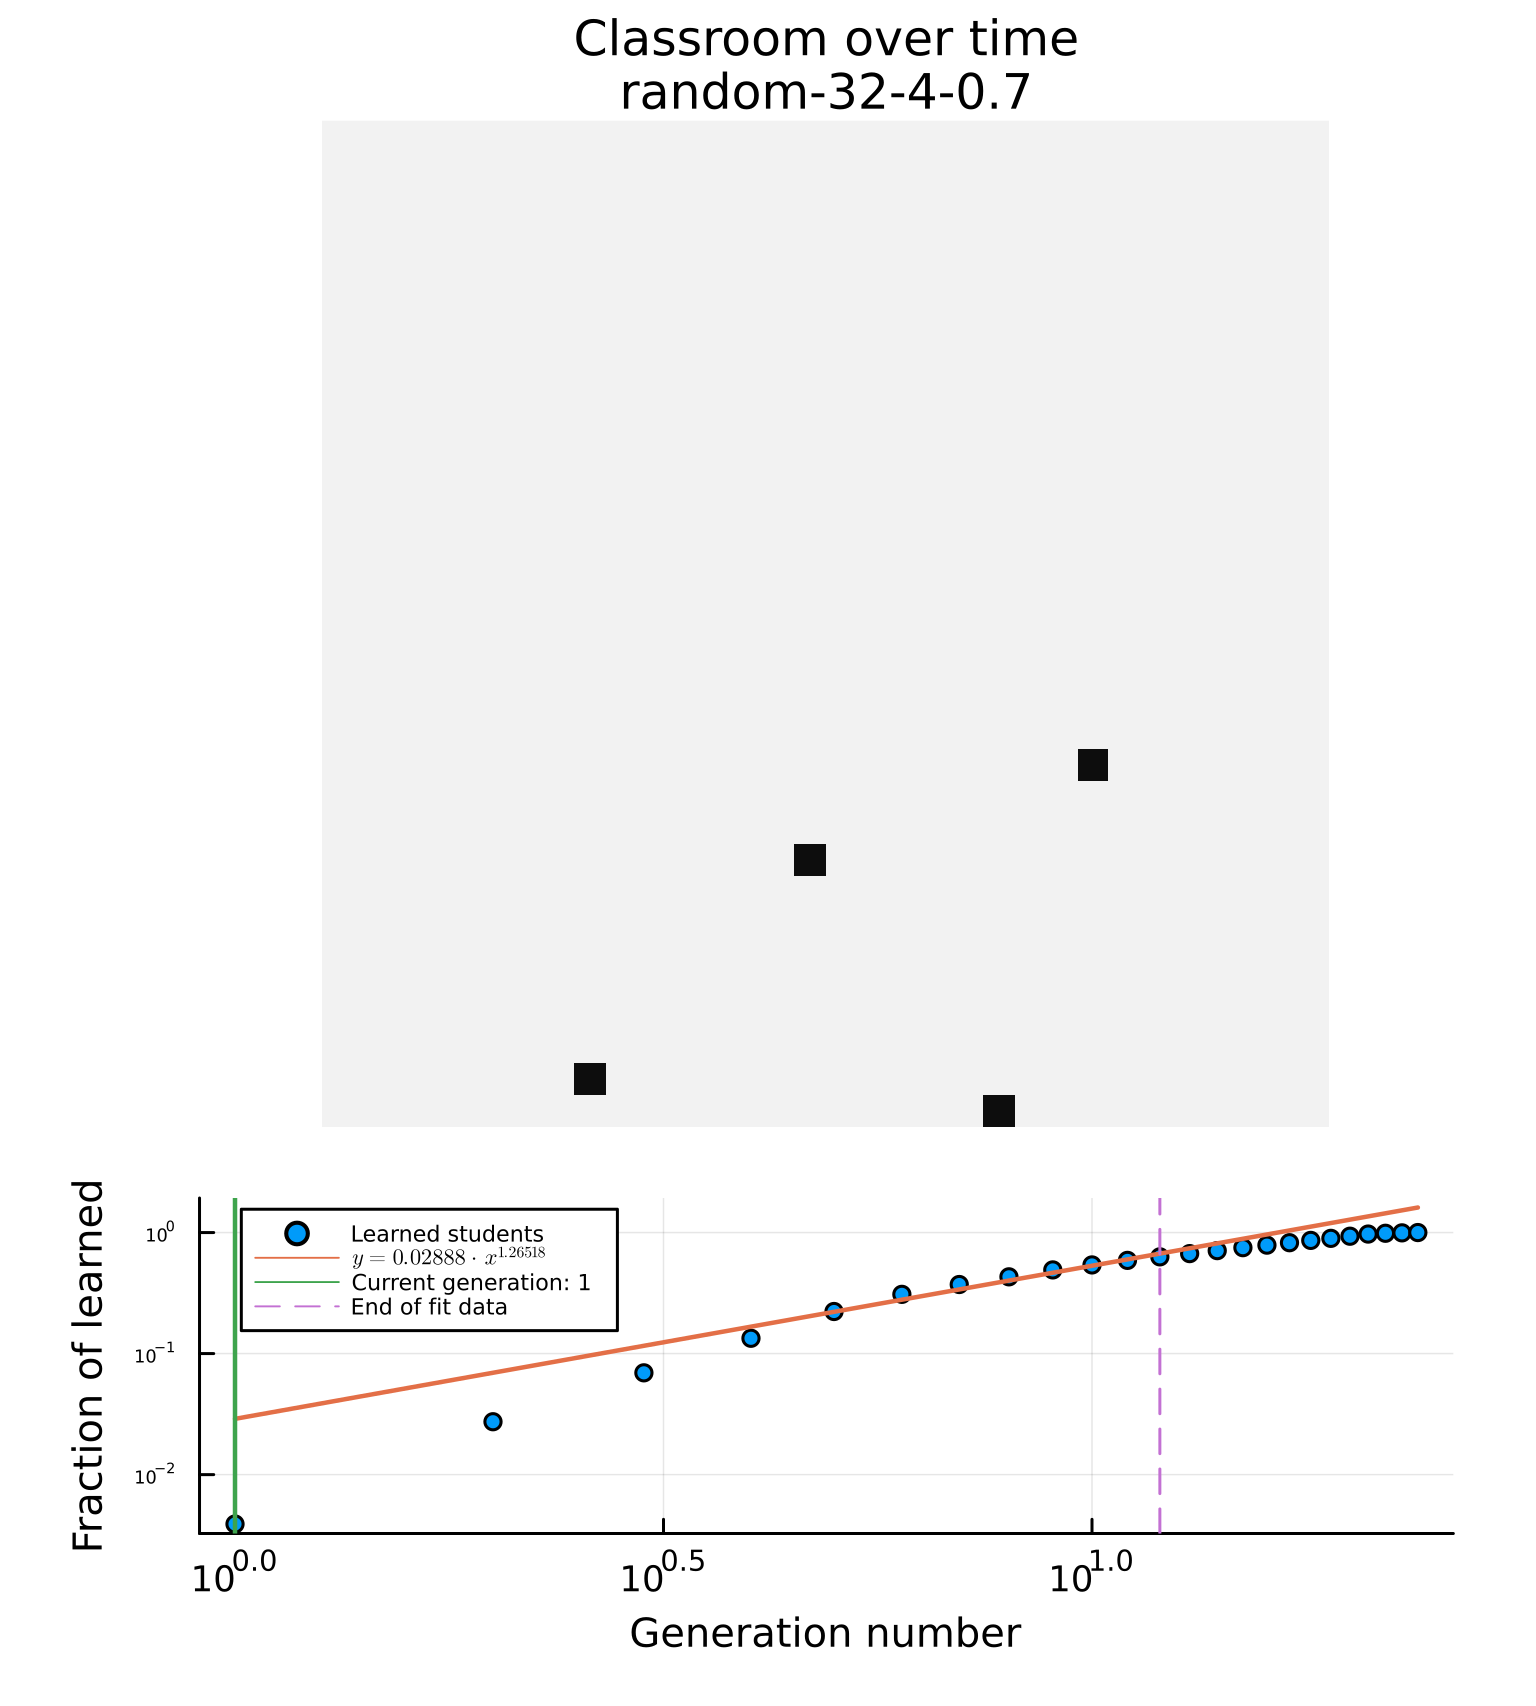 Classroom over time
random-32-4-0.7
Fraction of learned
10⁰
10⁻¹
10⁻²
Learned students
y = 0.02888 · x^1.26518
Current generation: 1
End of fit data
10^0.0
10^0.5
10^1.0
Generation number